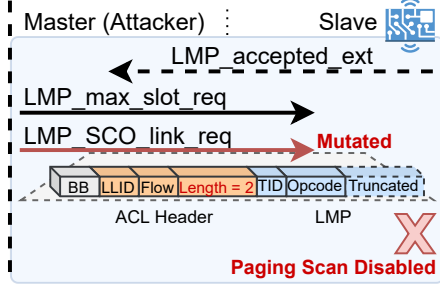 Master (Attacker) Slave
LMP_accepted_ext
LMP_max_slot_req
LMP_SCO_link_req
Mutated
BB LLID Flow Length = 2 TID Opcode Truncated
ACL Header LMP
Paging Scan Disabled